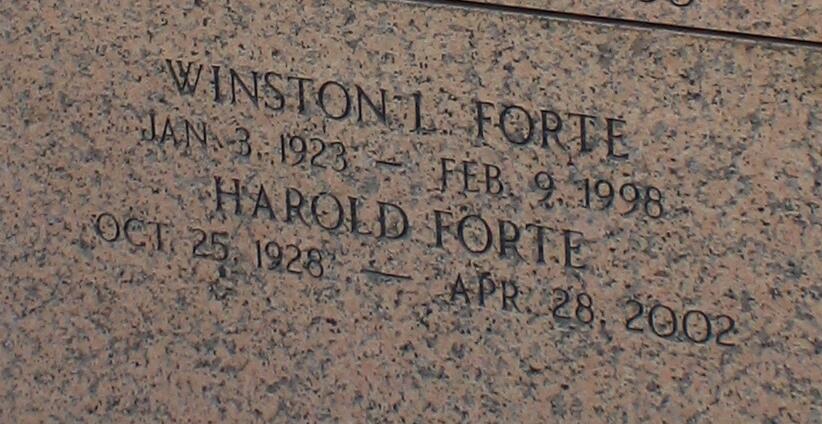 WINSTON L. FORTE
JAN. 3, 1923 — FEB. 9, 1998
HAROLD FORTE
OCT. 25, 1928 — APR. 28, 2002